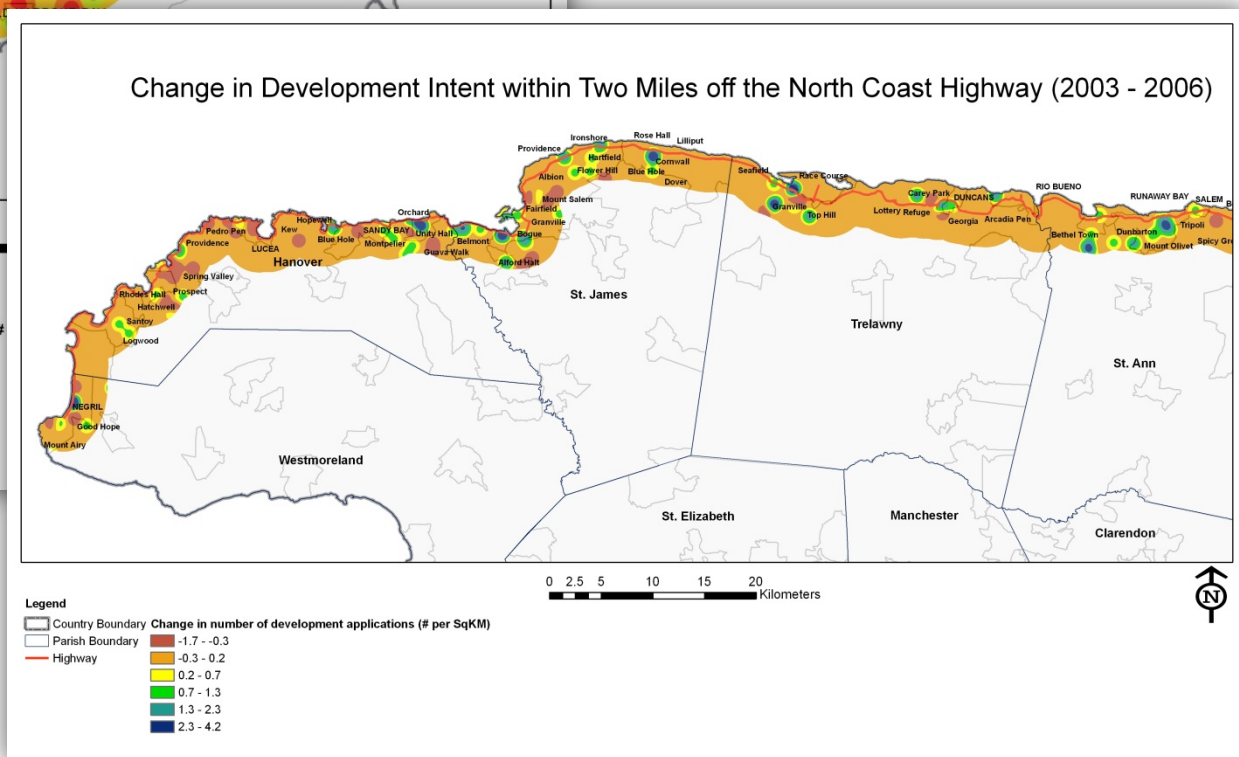 Change in Development Intent within Two Miles off the North Coast Highway (2003 - 2006)
Ironshore
Rose Hall
Lilliput
Providence
Hartfield
Cornwall
Flower Hill
Blue Hole
Albion
Dover
Mount Salem
Seafield
Race Course
Fairfield
Granville
Granville
Top Hill
Carey Park
DUNCANS
Lottery
Refuge
Georgia
Arcadia Pen
RIO BUENO
RUNAWAY BAY
SALEM
Bethel Town
Dunbarton
Tripoli
Mount Olivet
Spicy Gr
Orchard
Hopewell
Pedro Pen
Kew
SANDY BAY
Unity Hall
Bogue
Blue Hole
Belmont
Providence
LUCEA
Montpelier
Guava Walk
Hanover
Alford Halt
Spring Valley
Rhodes Hall
Prospect
Hatchwell
Santoy
Logwood
NEGRIL
Good Hope
Mount Airy
St. James
Trelawny
St. Ann
Westmoreland
St. Elizabeth
Manchester
Clarendon
0 2.5 5 10 15 20
Kilometers
N
Legend
Country Boundary
Parish Boundary
Highway
Change in number of development applications (# per SqKM)
-1.7 - -0.3
-0.3 - 0.2
0.2 - 0.7
0.7 - 1.3
1.3 - 2.3
2.3 - 4.2